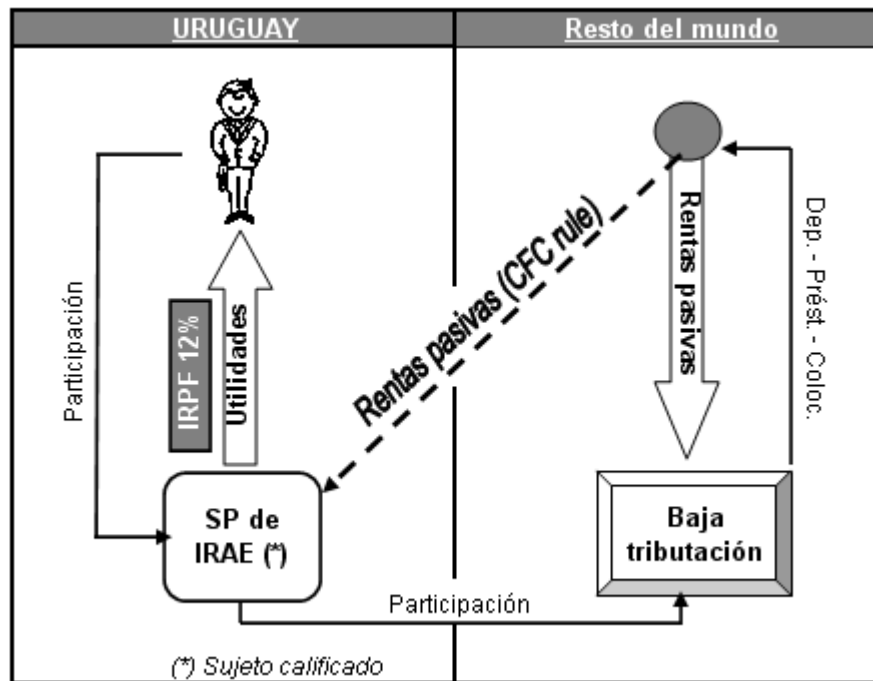 URUGUAY
Resto del mundo
Participación
IRPF 12%
Utilidades
Rentas pasivas (CFC rule)
Rentas pasivas
Dep. - Prést. - Coloc.
SP de
IRAE (*)
Baja
tributación
Participación
(*) Sujeto calificado